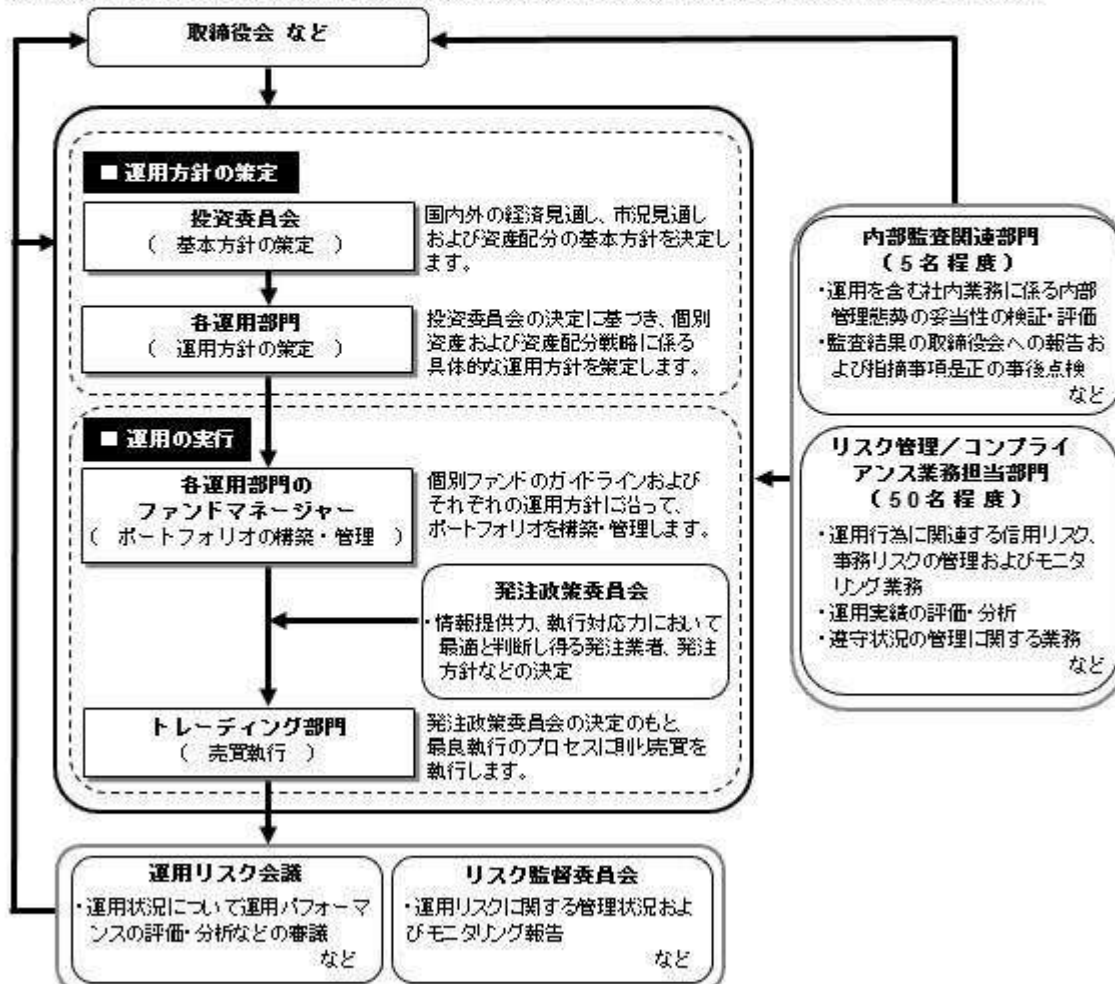 取締役会 など
■ 運用方針の策定
投資委員会
( 基本方針の策定 )
国内外の経済見通し、市況見通し
および資産配分の基本方針を決定し
ます。
各運用部門
( 運用方針の策定 )
投資委員会の決定に基づき、個別
資産および資産配分戦略に係る
具体的な運用方針を策定します。
■ 運用の実行
各運用部門の
ファンドマネージャー
( ポートフォリオの構築・管理 )
個別ファンドのガイドラインおよび
それぞれの運用方針に沿って、
ポートフォリオを構築・管理します。
発注政策委員会
・情報提供力、執行対応力において
最適と判断し得る発注業者、発注
方針などの決定
トレーディング部門
( 売買執行 )
発注政策委員会の決定のもと、
最良執行のプロセスに則り売買を
執行します。
内部監査関連部門
(5名程度)
・運用を含む社内業務に係る内部
管理態勢の妥当性の検証・評価
・監査結果の取締役会への報告お
よび指摘事項是正の事後点検
など
リスク管理/コンプライ
アンス業務担当部門
(50名程度)
・運用行為に関連する信用リスク、
事務リスクの管理およびモニタ
リング業務
・運用実績の評価・分析
・遵守状況の管理に関する業務
など
運用リスク会議
・運用状況について運用パフォーマ
ンスの評価・分析などの審議
など
リスク監督委員会
・運用リスクに関する管理状況およ
びモニタリング報告
など